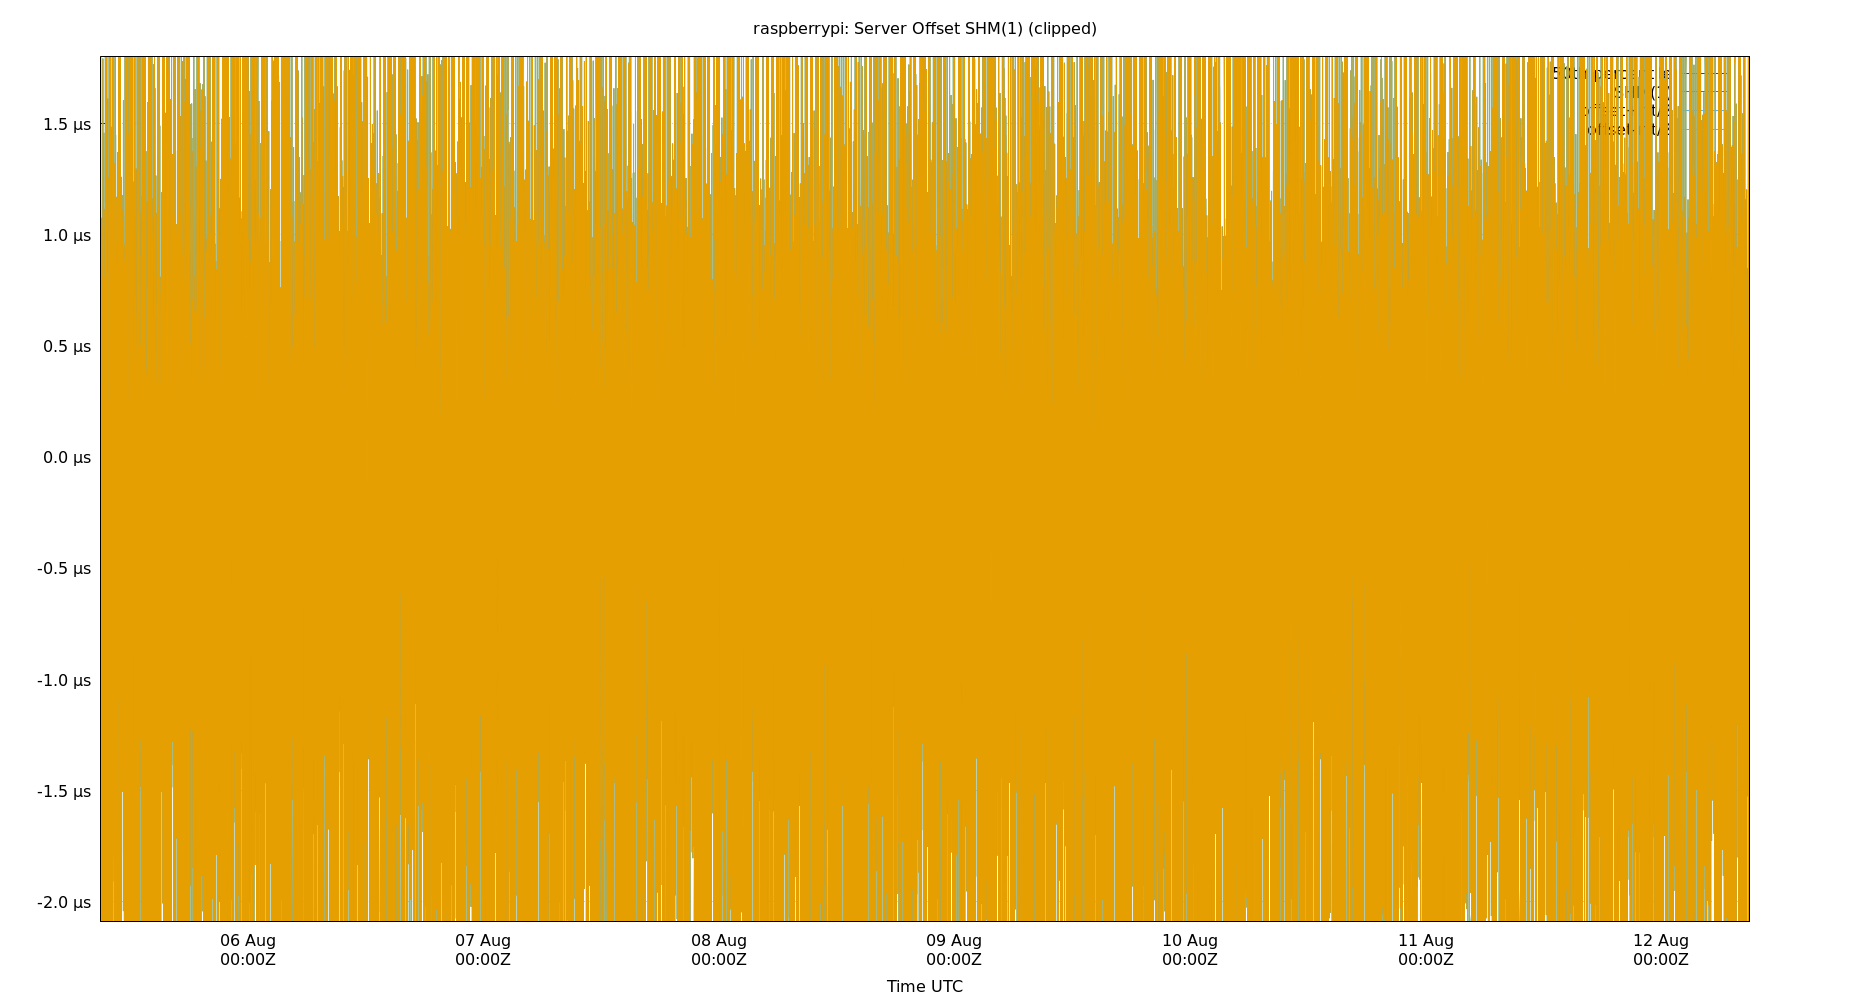 raspberrypi: Server Offset SHM(1) (clipped)
1.5 µs
1.0 µs
0.5 µs
0.0 µs
-0.5 µs
-1.0 µs
-1.5 µs
-2.0 µs
06 Aug 07 Aug 08 Aug 09 Aug 10 Aug 11 Aug 12 Aug
00:00Z 00:00Z 00:00Z 00:00Z 00:00Z 00:00Z 00:00Z
Time UTC